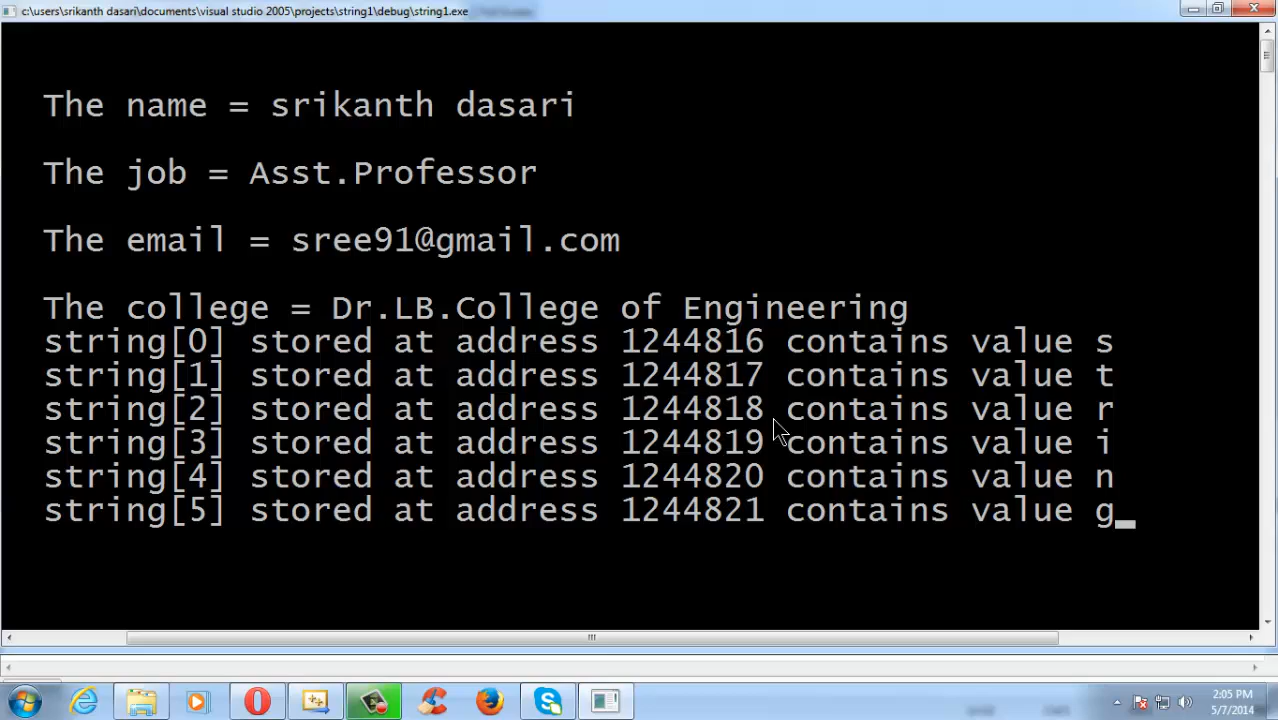 c:\users\srikanth dasari\documents\visual studio 2005\projects\string1\debug\string1.exe
The name = srikanth dasari
The job = Asst.Professor
The email = sree91@gmail.com
The college = Dr.LB.College of Engineering
string[0] stored at address 1244816 contains value s
string[1] stored at address 1244817 contains value t
string[2] stored at address 1244818 contains value r
string[3] stored at address 1244819 contains value i
string[4] stored at address 1244820 contains value n
string[5] stored at address 1244821 contains value g_
2:05 PM
5/7/2014